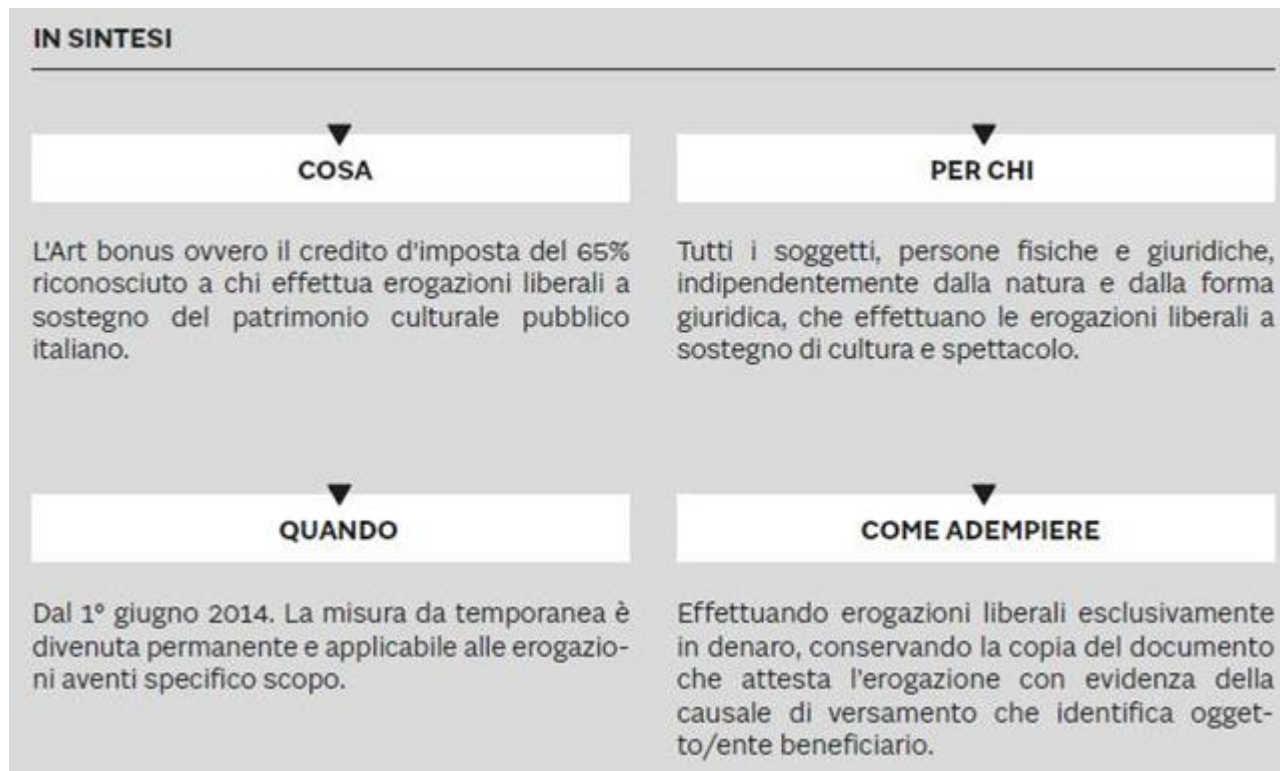 IN SINTESI
COSA
L'Art bonus ovvero il credito d'imposta del 65%
riconosciuto a chi effettua erogazioni liberali a
sostegno del patrimonio culturale pubblico
italiano.
PER CHI
Tutti i soggetti, persone fisiche e giuridiche,
indipendentemente dalla natura e dalla forma
giuridica, che effettuano le erogazioni liberali a
sostegno di cultura e spettacolo.
QUANDO
Dal 1° giugno 2014. La misura da temporanea è
divenuta permanente e applicabile alle erogazio-
ni aventi specifico scopo.
COME ADEMPIERE
Effettuando erogazioni liberali esclusivamente
in denaro, conservando la copia del documento
che attesta l'erogazione con evidenza della
causale di versamento che identifica ogget-
to/ente beneficiario.